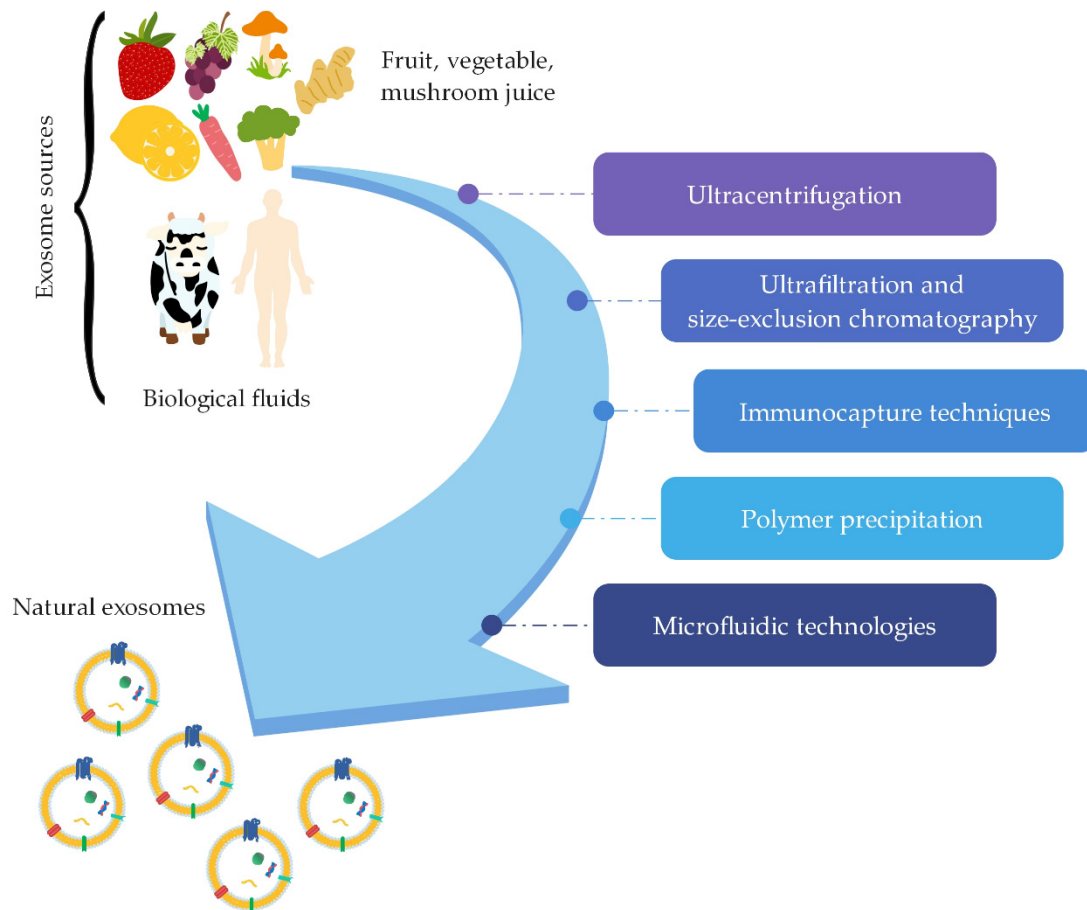 Exosome sources
Fruit, vegetable,
mushroom juice
Biological fluids
Ultracentrifugation
Ultrafiltration and
size-exclusion chromatography
Immunocapture techniques
Polymer precipitation
Microfluidic technologies
Natural exosomes